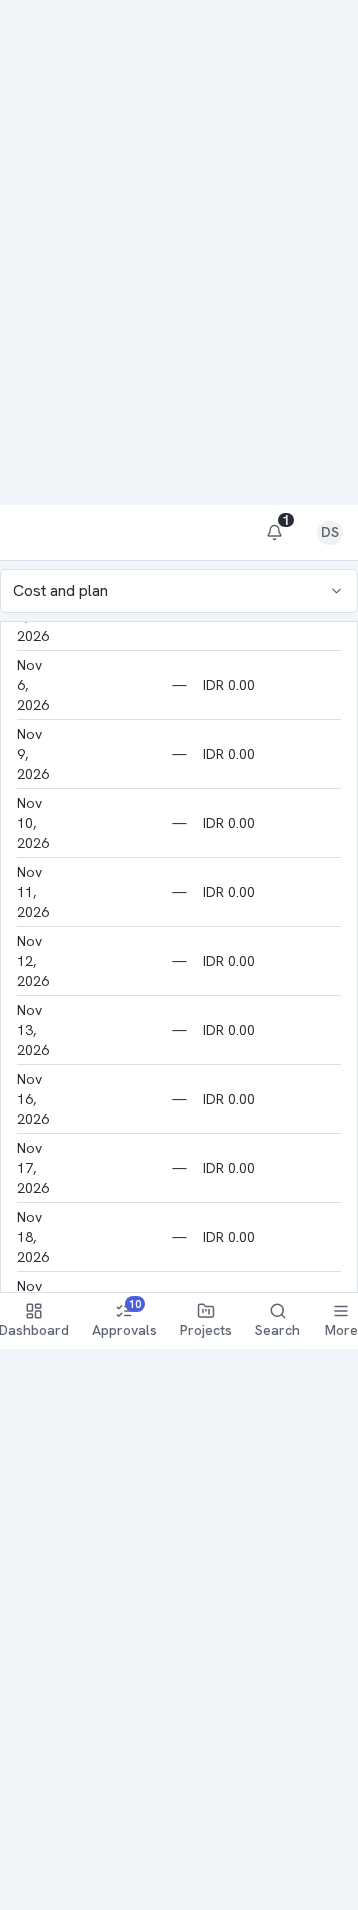 1
DS
Cost and plan
2026
Nov
6,
2026
— IDR 0.00
Nov
9,
2026
— IDR 0.00
Nov
10,
2026
— IDR 0.00
Nov
11,
2026
— IDR 0.00
Nov
12,
2026
— IDR 0.00
Nov
13,
2026
— IDR 0.00
Nov
16,
2026
— IDR 0.00
Nov
17,
2026
— IDR 0.00
Nov
18,
2026
— IDR 0.00
Nov
10
Dashboard Approvals Projects Search More